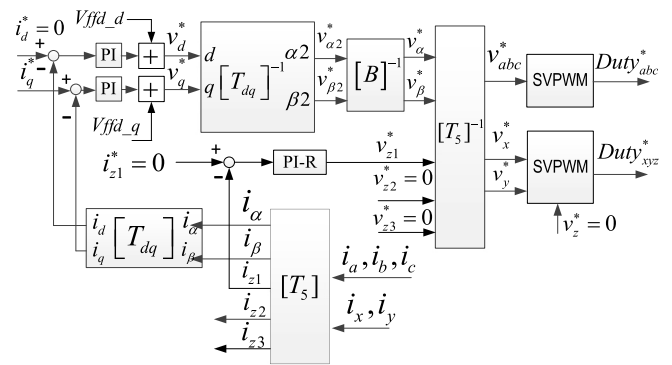 i_d^* = 0
Vffd_d
+
-
PI
+
v_d^*
d
[T_dq]^-1
α2
v_α2^*
[B]^-1
v_α^*
i_q^*
+
-
PI
+
v_q^*
q
β2
v_β2^*
v_β^*
Vffd_q
[T_5]^-1
v_abc^*
SVPWM
Duty_abc^*
i_z1^* = 0
+
-
PI-R
v_z1^*
v_z2^* = 0
v_z3^* = 0
v_x^*
v_y^*
SVPWM
Duty_xyz^*
v_z^* = 0
i_d
i_q
[T_dq]
i_α
i_β
i_α
i_β
i_z1
i_z2
i_z3
[T_5]
i_a, i_b, i_c
i_x, i_y